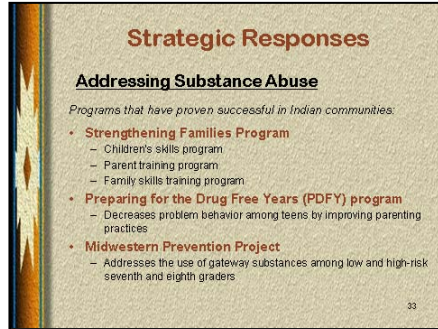 Strategic Responses
Addressing Substance Abuse
Programs that have proven successful in Indian communities:
• Strengthening Families Program
– Children's skills program
– Parent training program
– Family skills training program
• Preparing for the Drug Free Years (PDFY) program
– Decreases problem behavior among teens by improving parenting
practices
• Midwestern Prevention Project
– Addresses the use of gateway substances among low and high-risk
seventh and eighth graders
33